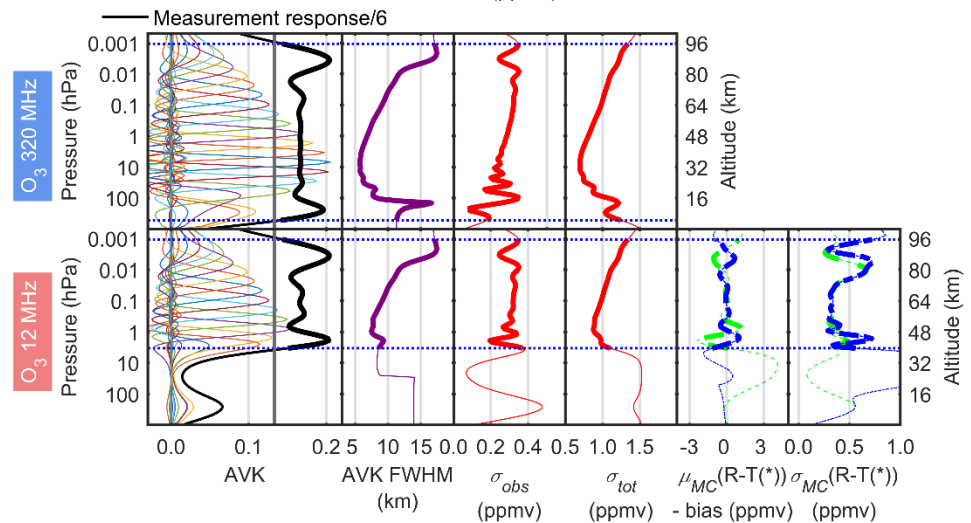 (ppmv)
Measurement response/6
O₃ 320 MHz
Pressure (hPa)
0.001
0.01
0.1
1
10
100
96
80
64
48
32
16
Altitude (km)
O₃ 12 MHz
Pressure (hPa)
0.001
0.01
0.1
1
10
100
96
80
64
48
32
16
Altitude (km)
0.0 0.1 0.2
5 10 15
0.2 0.4
0.5 1.0 1.5
-3 0 3
0.0 0.5 1.0
AVK
AVK FWHM
(km)
σobs
(ppmv)
σtot
(ppmv)
μMC(R-T(*))
- bias (ppmv)
σMC(R-T(*))
(ppmv)